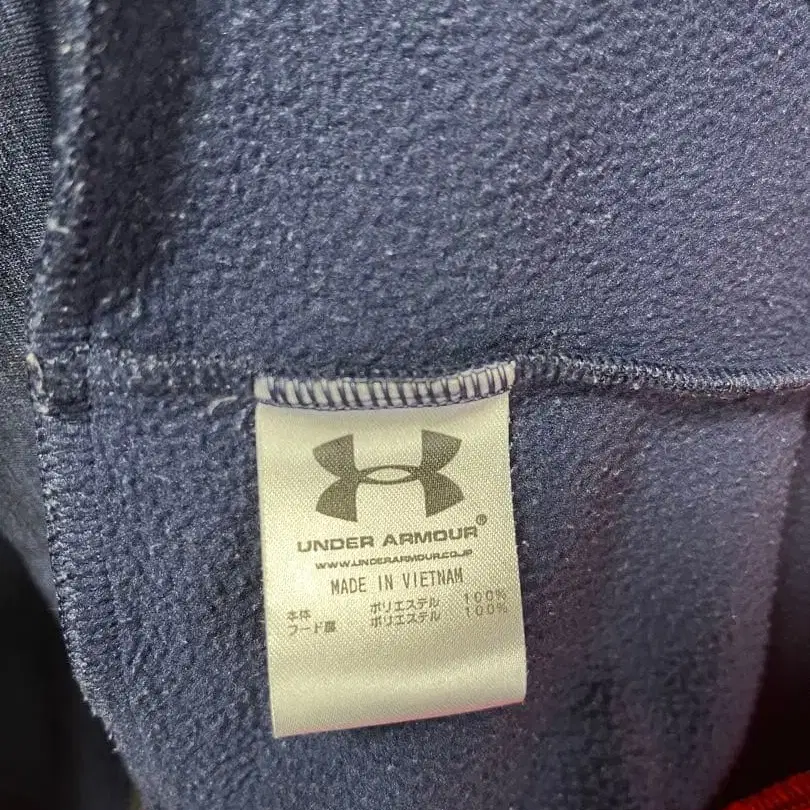 UNDER ARMOUR®
WWW.UNDERARMOUR.CO.JP
MADE IN VIETNAM
本体 ポリエステル 100%
フード裏 ポリエステル 100%